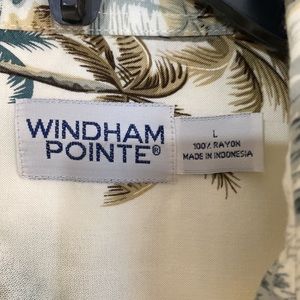 WINDHAM
POINTE®
L
100% RAYON
MADE IN INDONESIA